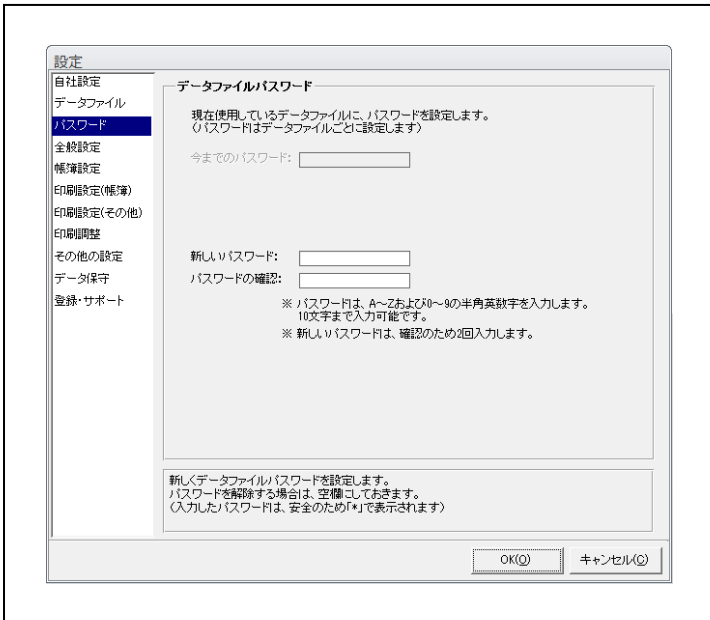 設定
自社設定
データファイル
パスワード
全般設定
帳簿設定
印刷設定(帳簿)
印刷設定(その他)
印刷調整
その他の設定
データ保守
登録・サポート
データファイルパスワード
現在使用しているデータファイルに、パスワードを設定します。
(パスワードはデータファイルごとに設定します)
今までのパスワード:
新しいパスワード:
パスワードの確認:
※ パスワードは、A~Zおよび0~9の半角英数字を入力します。
10文字まで入力可能です。
※ 新しいパスワードは、確認のため2回入力します。
新しくデータファイルパスワードを設定します。
パスワードを解除する場合は、空欄にしておきます。
(入力したパスワードは、安全のため「*」で表示されます)
OK(O)
キャンセル(C)